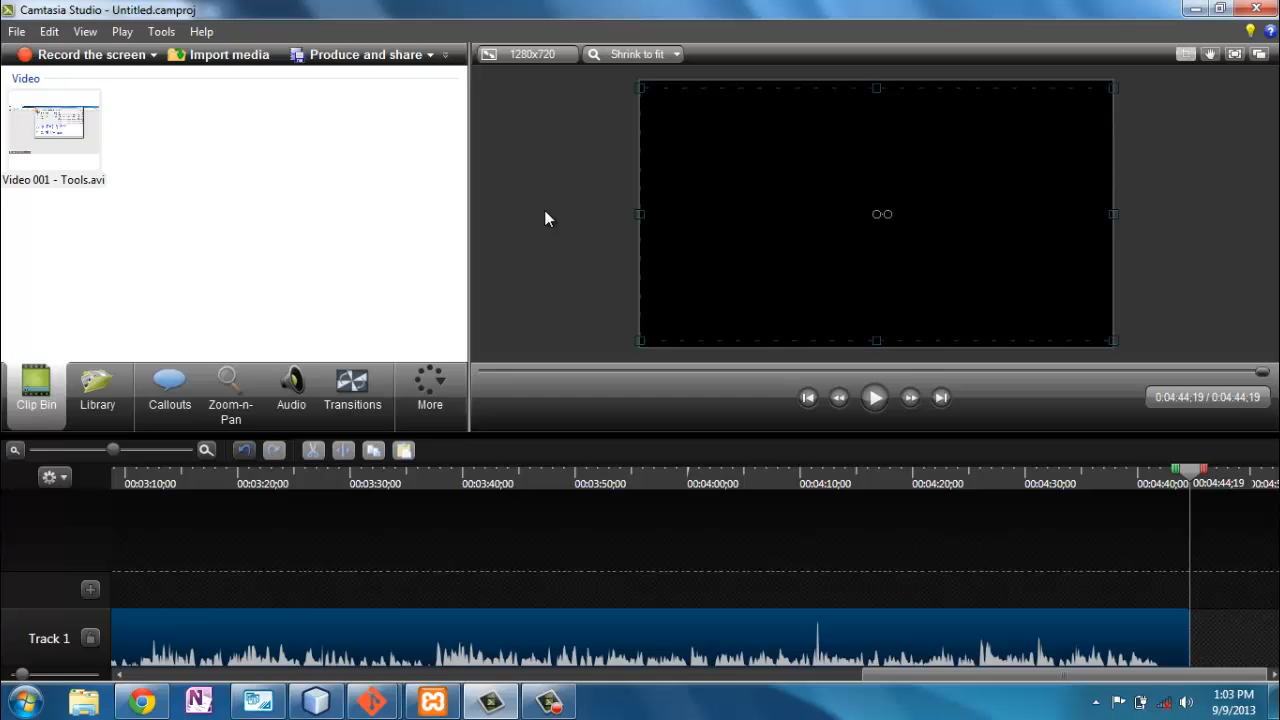 Camtasia Studio - Untitled.camproj
File Edit View Play Tools Help
Record the screen Import media Produce and share
1280x720 Shrink to fit
Video
Video 001 - Tools.avi
Clip Bin Library Callouts Zoom-n-Pan Audio Transitions More
0:04:44;19 / 0:04:44;19
00:03:10;00 00:03:20;00 00:03:30;00 00:03:40;00 00:03:50;00 00:04:00;00 00:04:10;00 00:04:20;00 00:04:30;00 00:04:40;00 00:04:44;19
Track 1
1:03 PM
9/9/2013